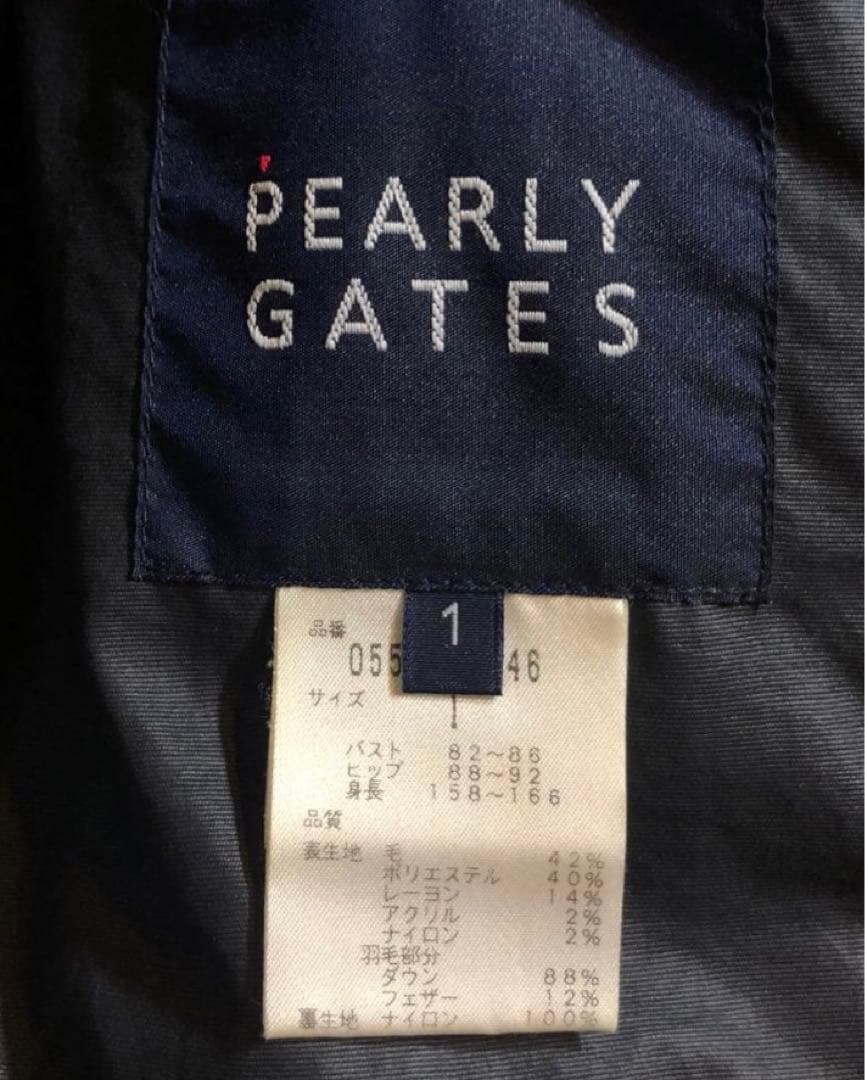 PEARLY
GATES
1
品番
055 46
サイズ
1
バスト 82~86
ヒップ 88~92
身長 158~166
品質
表生地 毛 42%
ポリエステル 40%
レーヨン 14%
アクリル 2%
ナイロン 2%
羽毛部分
ダウン 88%
フェザー 12%
裏生地 ナイロン 100%